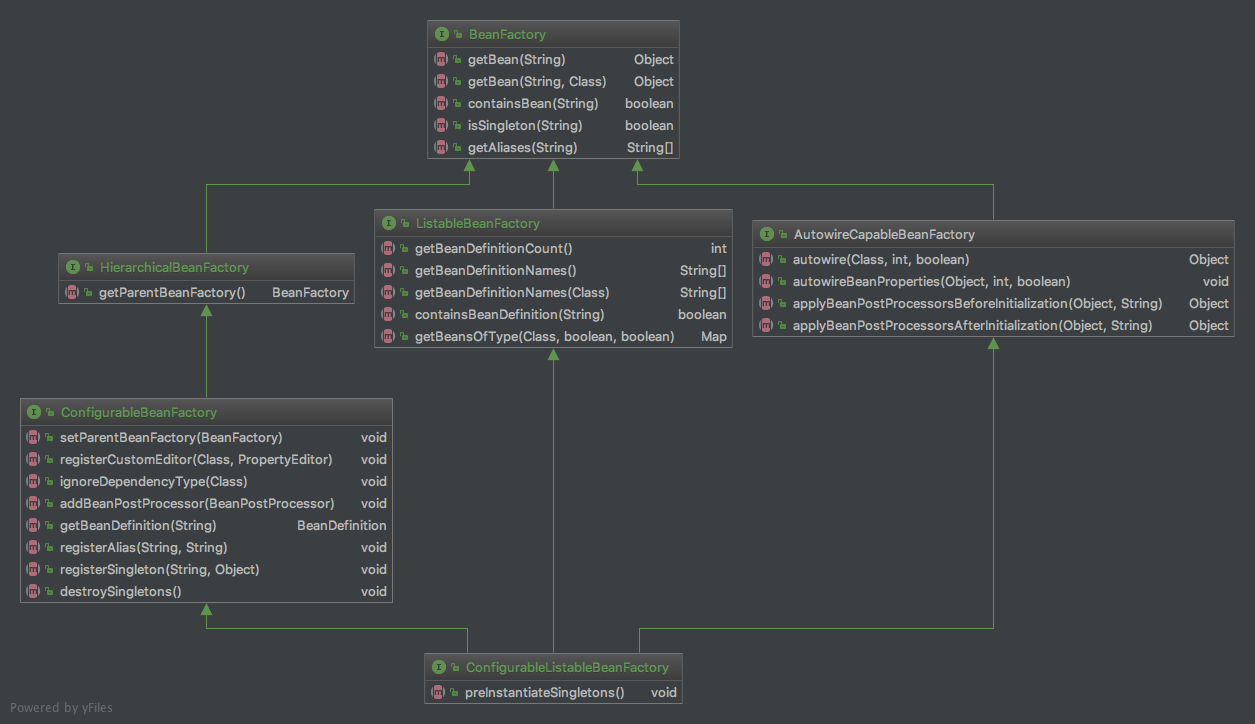 BeanFactory
getBean(String) Object
getBean(String, Class) Object
containsBean(String) boolean
isSingleton(String) boolean
getAliases(String) String[]
HierarchicalBeanFactory
getParentBeanFactory() BeanFactory
ListableBeanFactory
getBeanDefinitionCount() int
getBeanDefinitionNames() String[]
getBeanDefinitionNames(Class) String[]
containsBeanDefinition(String) boolean
getBeansOfType(Class, boolean, boolean) Map
AutowireCapableBeanFactory
autowire(Class, int, boolean) Object
autowireBeanProperties(Object, int, boolean) void
applyBeanPostProcessorsBeforeInitialization(Object, String) Object
applyBeanPostProcessorsAfterInitialization(Object, String) Object
ConfigurableBeanFactory
setParentBeanFactory(BeanFactory) void
registerCustomEditor(Class, PropertyEditor) void
ignoreDependencyType(Class) void
addBeanPostProcessor(BeanPostProcessor) void
getBeanDefinition(String) BeanDefinition
registerAlias(String, String) void
registerSingleton(String, Object) void
destroySingletons() void
ConfigurableListableBeanFactory
preInstantiateSingletons() void
Powered by yFiles